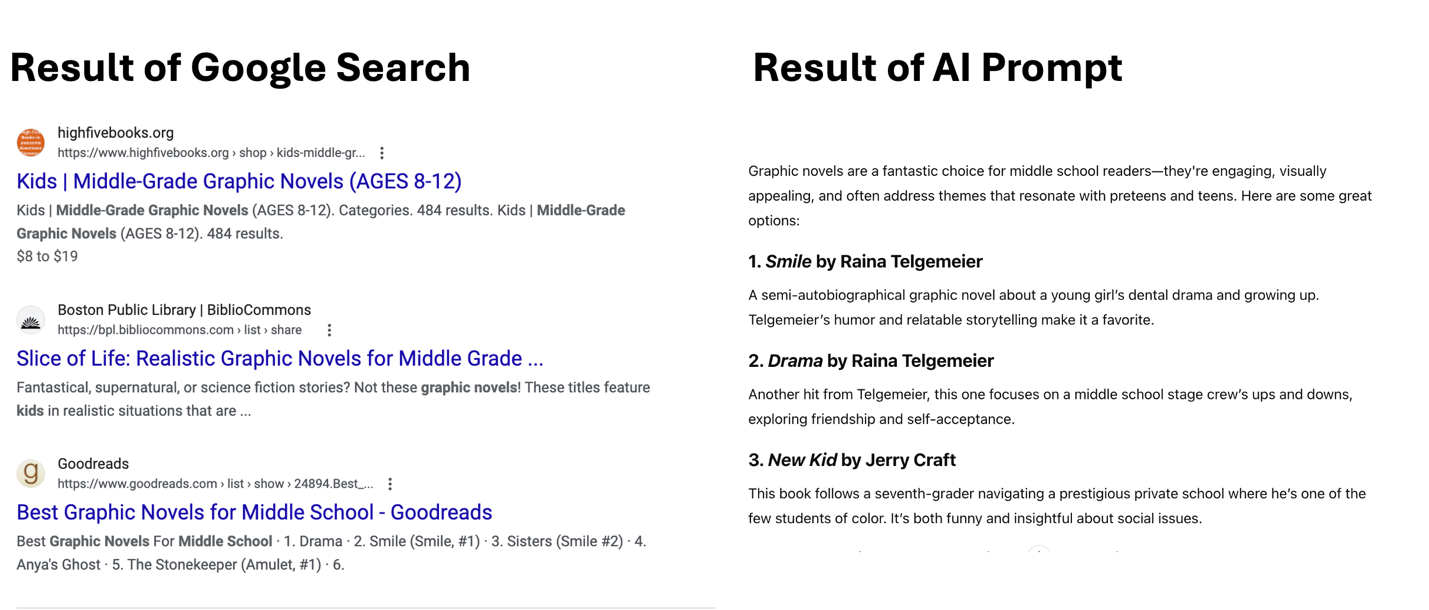 Result of Google Search
highfivebooks.org
https://www.highfivebooks.org › shop › kids-middle-gr...
Kids | Middle-Grade Graphic Novels (AGES 8-12)
Kids | Middle-Grade Graphic Novels (AGES 8-12). Categories. 484 results. Kids | Middle-Grade
Graphic Novels (AGES 8-12). 484 results.
$8 to $19
Boston Public Library | BiblioCommons
https://bpl.bibliocommons.com › list › share
Slice of Life: Realistic Graphic Novels for Middle Grade ...
Fantastical, supernatural, or science fiction stories? Not these graphic novels! These titles feature
kids in realistic situations that are ...
g
Goodreads
https://www.goodreads.com › list › show › 24894.Best_...
Best Graphic Novels for Middle School - Goodreads
Best Graphic Novels For Middle School · 1. Drama · 2. Smile (Smile, #1) · 3. Sisters (Smile #2) · 4.
Anya's Ghost · 5. The Stonekeeper (Amulet, #1) · 6.
Result of AI Prompt
Graphic novels are a fantastic choice for middle school readers—they're engaging, visually
appealing, and often address themes that resonate with preteens and teens. Here are some great
options:
1. Smile by Raina Telgemeier
A semi-autobiographical graphic novel about a young girl’s dental drama and growing up.
Telgemeier’s humor and relatable storytelling make it a favorite.
2. Drama by Raina Telgemeier
Another hit from Telgemeier, this one focuses on a middle school stage crew’s ups and downs,
exploring friendship and self-acceptance.
3. New Kid by Jerry Craft
This book follows a seventh-grader navigating a prestigious private school where he’s one of the
few students of color. It’s both funny and insightful about social issues.